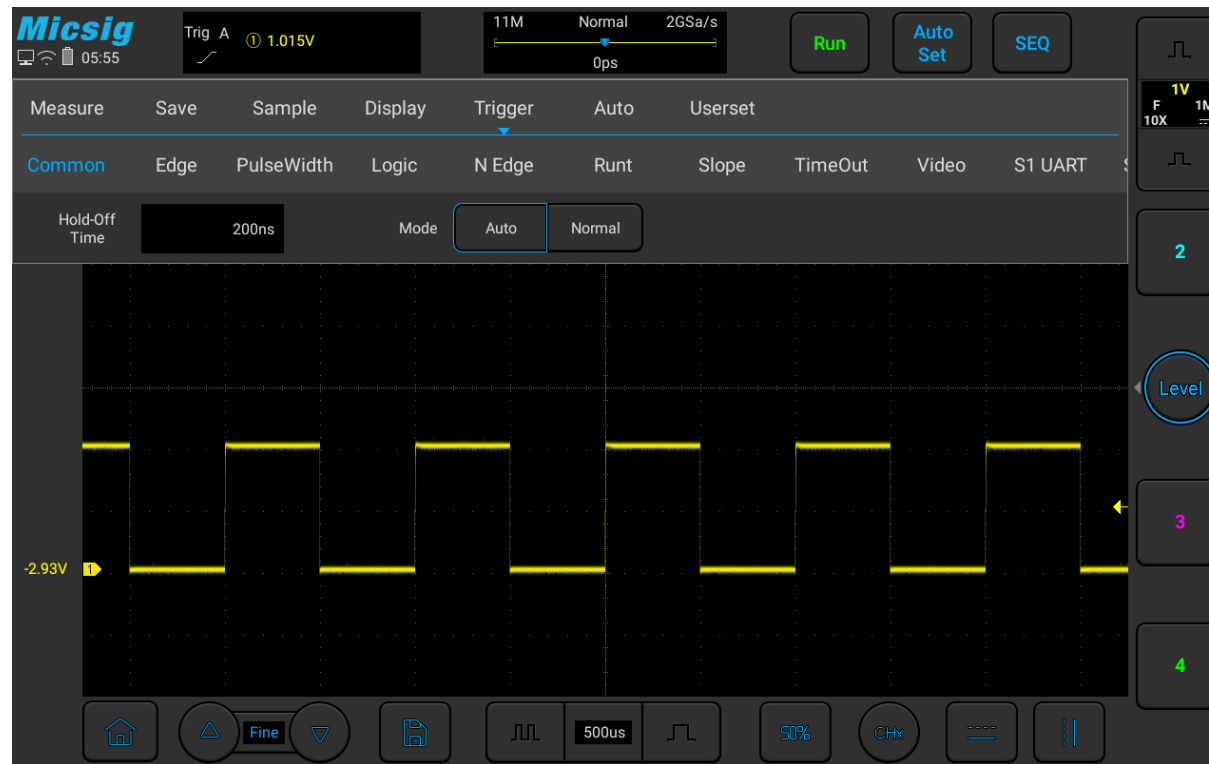 Micsig
05:55
Trig A ① 1.015V
11M Normal 2GSa/s
0ps
Run
Auto
Set
SEQ
Measure Save Sample Display Trigger Auto Userset
1V
F 1M
10X
Common Edge PulseWidth Logic N Edge Runt Slope TimeOut Video S1 UART
Hold-Off
Time
200ns
Mode
Auto
Normal
2
Level
3
-2.93V 1
4
Fine
500us
50%
CHx